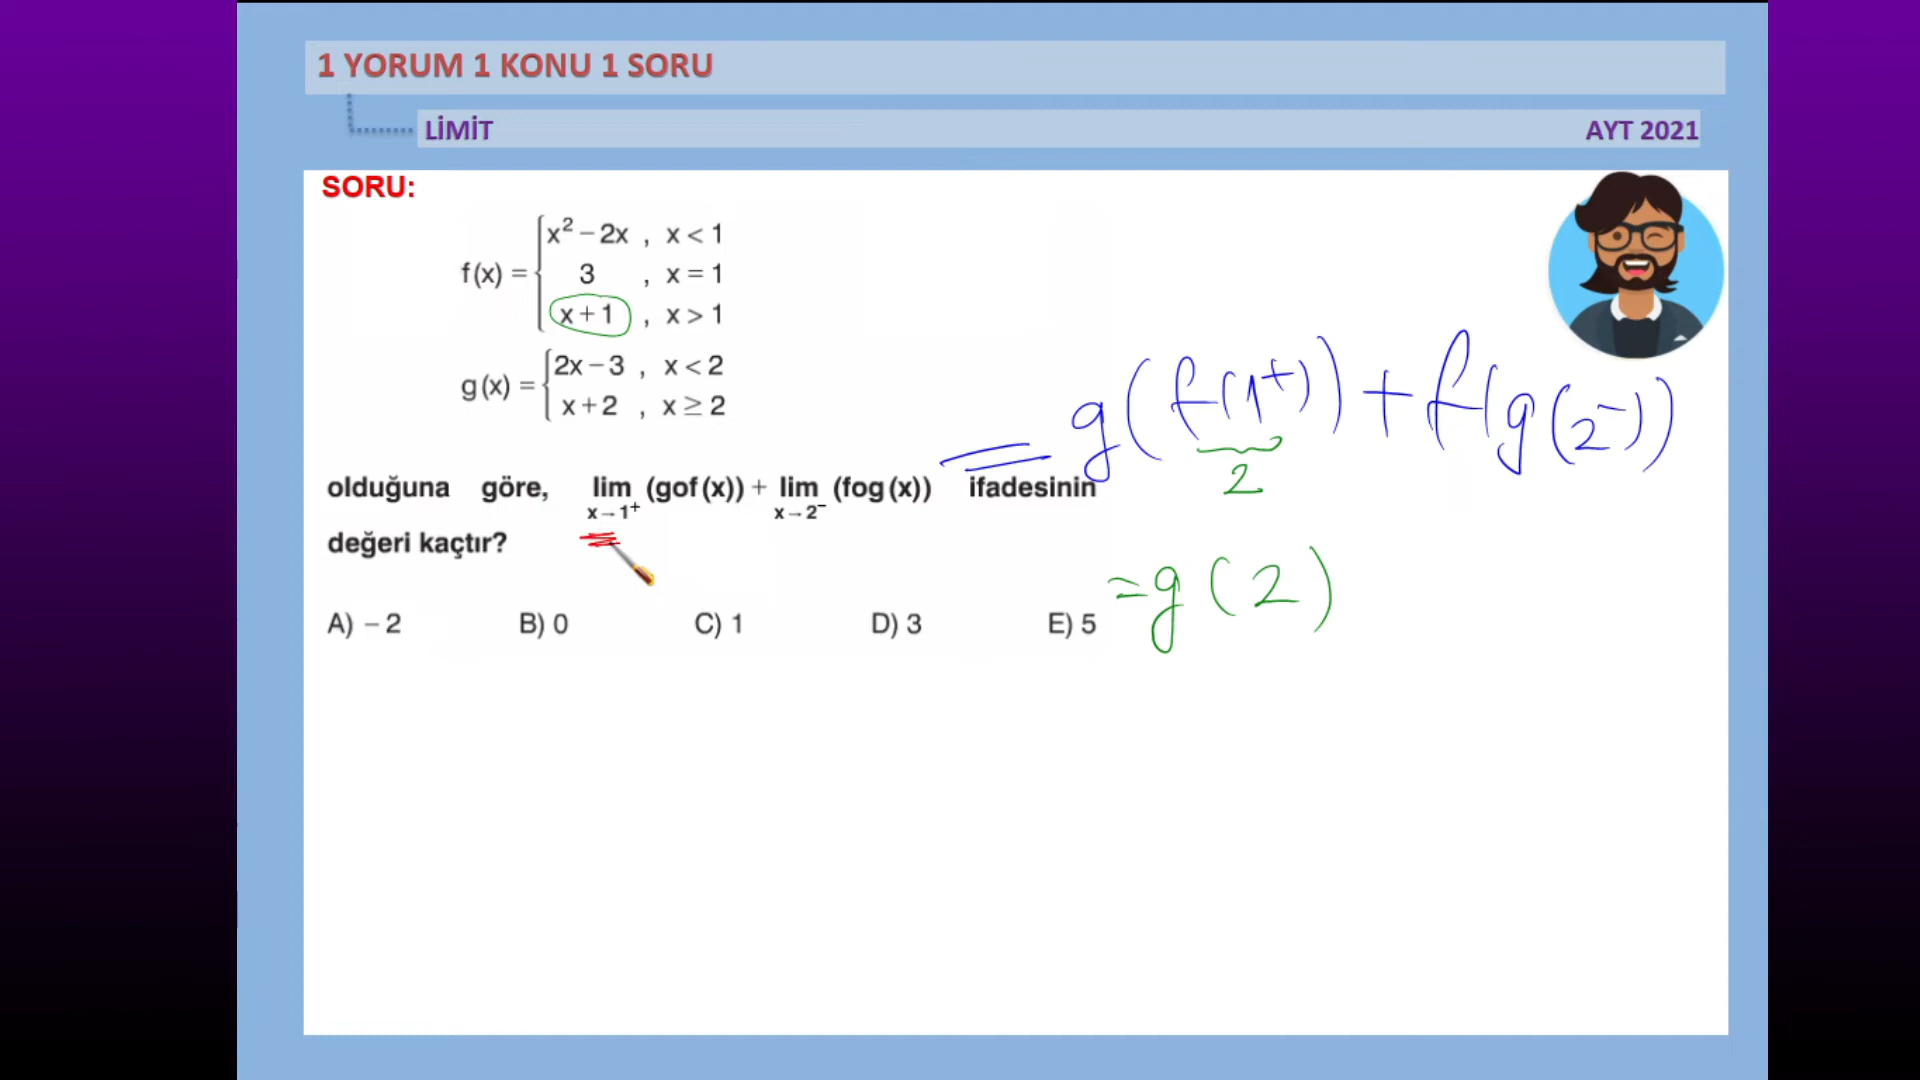 1 YORUM 1 KONU 1 SORU
LİMİT AYT 2021
SORU:
f(x) = { x² − 2x , x < 1
3 , x = 1
x + 1 , x > 1
g(x) = { 2x − 3 , x < 2
x + 2 , x ≥ 2
= g(f(1⁺)) + f(g(2⁻))
2
olduğuna göre, lim x→1⁺ (gof(x)) + lim x→2⁻ (fog(x)) ifadesinin
değeri kaçtır?
= g(2)
A) − 2 B) 0 C) 1 D) 3 E) 5